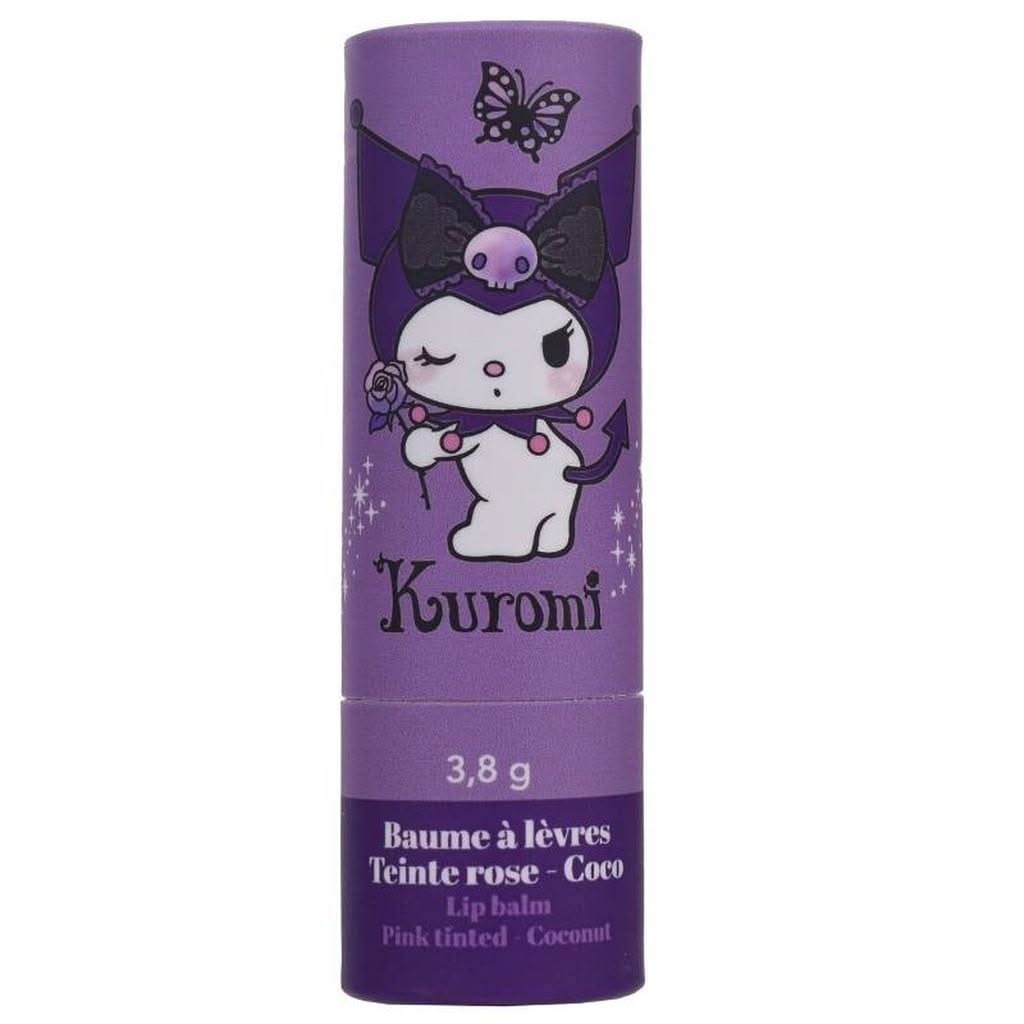 Kuromi
3,8 g
Baume à lèvres
Teinte rose - Coco
Lip balm
Pink tinted - Coconut